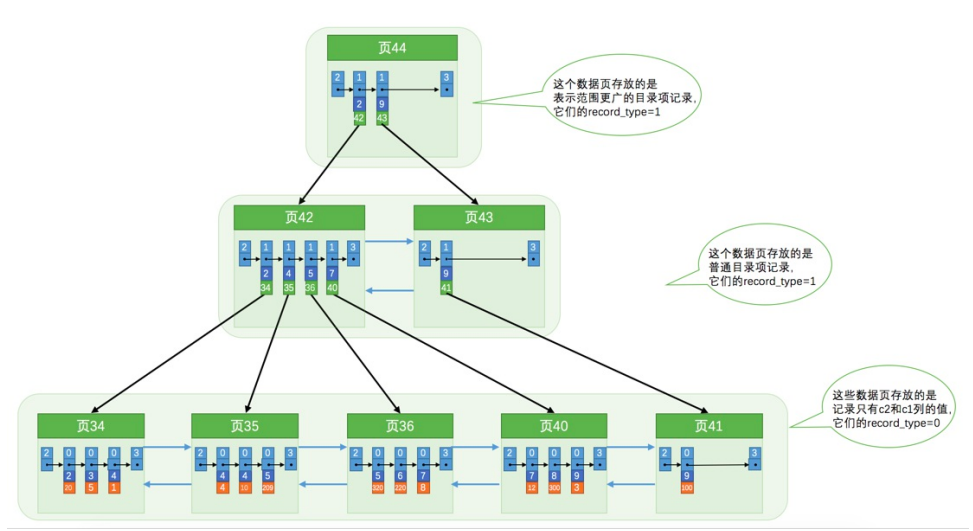 页44
2 1 1 3
2 9
42 43
这个数据页存放的是
表示范围更广的目录项记录，
它们的record_type=1
页42 页43
2 1 1 1 1 3 2 1 3
2 4 5 7 9
34 35 36 40 41
这个数据页存放的是
普通目录项记录，
它们的record_type=1
这些数据页存放的是
记录只有c2和c1列的值，
它们的record_type=0
页34 页35 页36 页40 页41
2 0 0 0 3 2 0 0 0 3 2 0 0 0 3 2 0 0 0 3 2 0 3
2 3 4 4 4 5 5 6 7 7 8 9 9
20 5 1 4 10 209 320 220 8 12 300 3 100